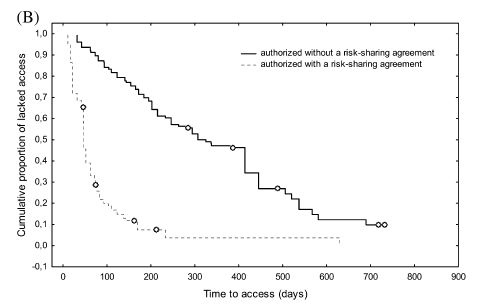 (B)
1,0
0,9
0,8
0,7
0,6
0,5
0,4
0,3
0,2
0,1
0,0
-0,1
Cumulative proportion of lacked access
authorized without a risk-sharing agreement
authorized with a risk-sharing agreement
0 100 200 300 400 500 600 700 800 900
Time to access (days)